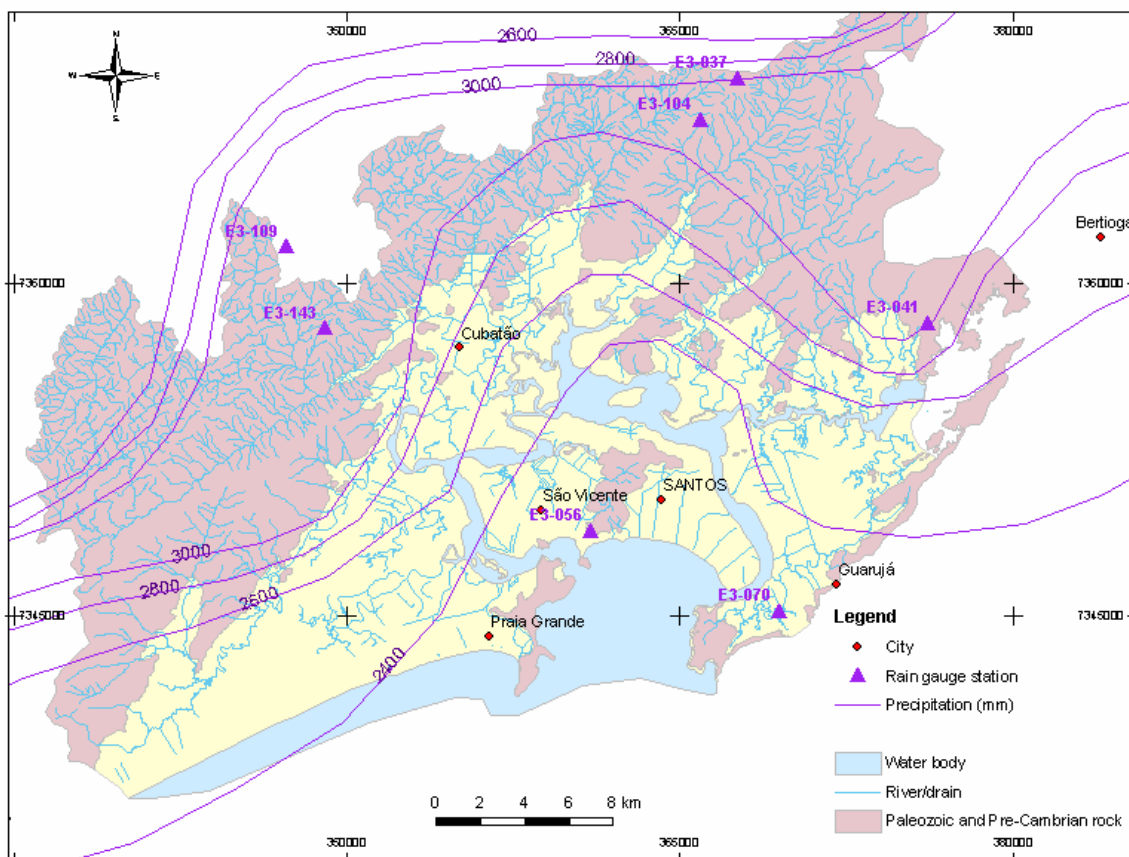 350000 365000 380000
N
W E
S
2600
2800
3000
E3-037
E3-104
Bertioga
E3-109
7360000 7360000
E3-143
E3-041
Cubatão
São Vicente
SANTOS
E3-056
3000
2800
2600
2400
Guarujá
E3-070
7345000 7345000
Praia Grande
Legend
City
Rain gauge station
Precipitation (mm)
Water body
River/drain
Paleozoic and Pre-Cambrian rock
0 2 4 6 8 km
350000 365000 380000